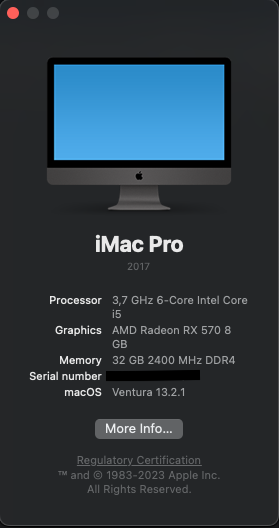 iMac Pro
2017
Processor 3,7 GHz 6-Core Intel Core
i5
Graphics AMD Radeon RX 570 8
GB
Memory 32 GB 2400 MHz DDR4
Serial number
macOS Ventura 13.2.1
More Info...
Regulatory Certification
™ and © 1983-2023 Apple Inc.
All Rights Reserved.